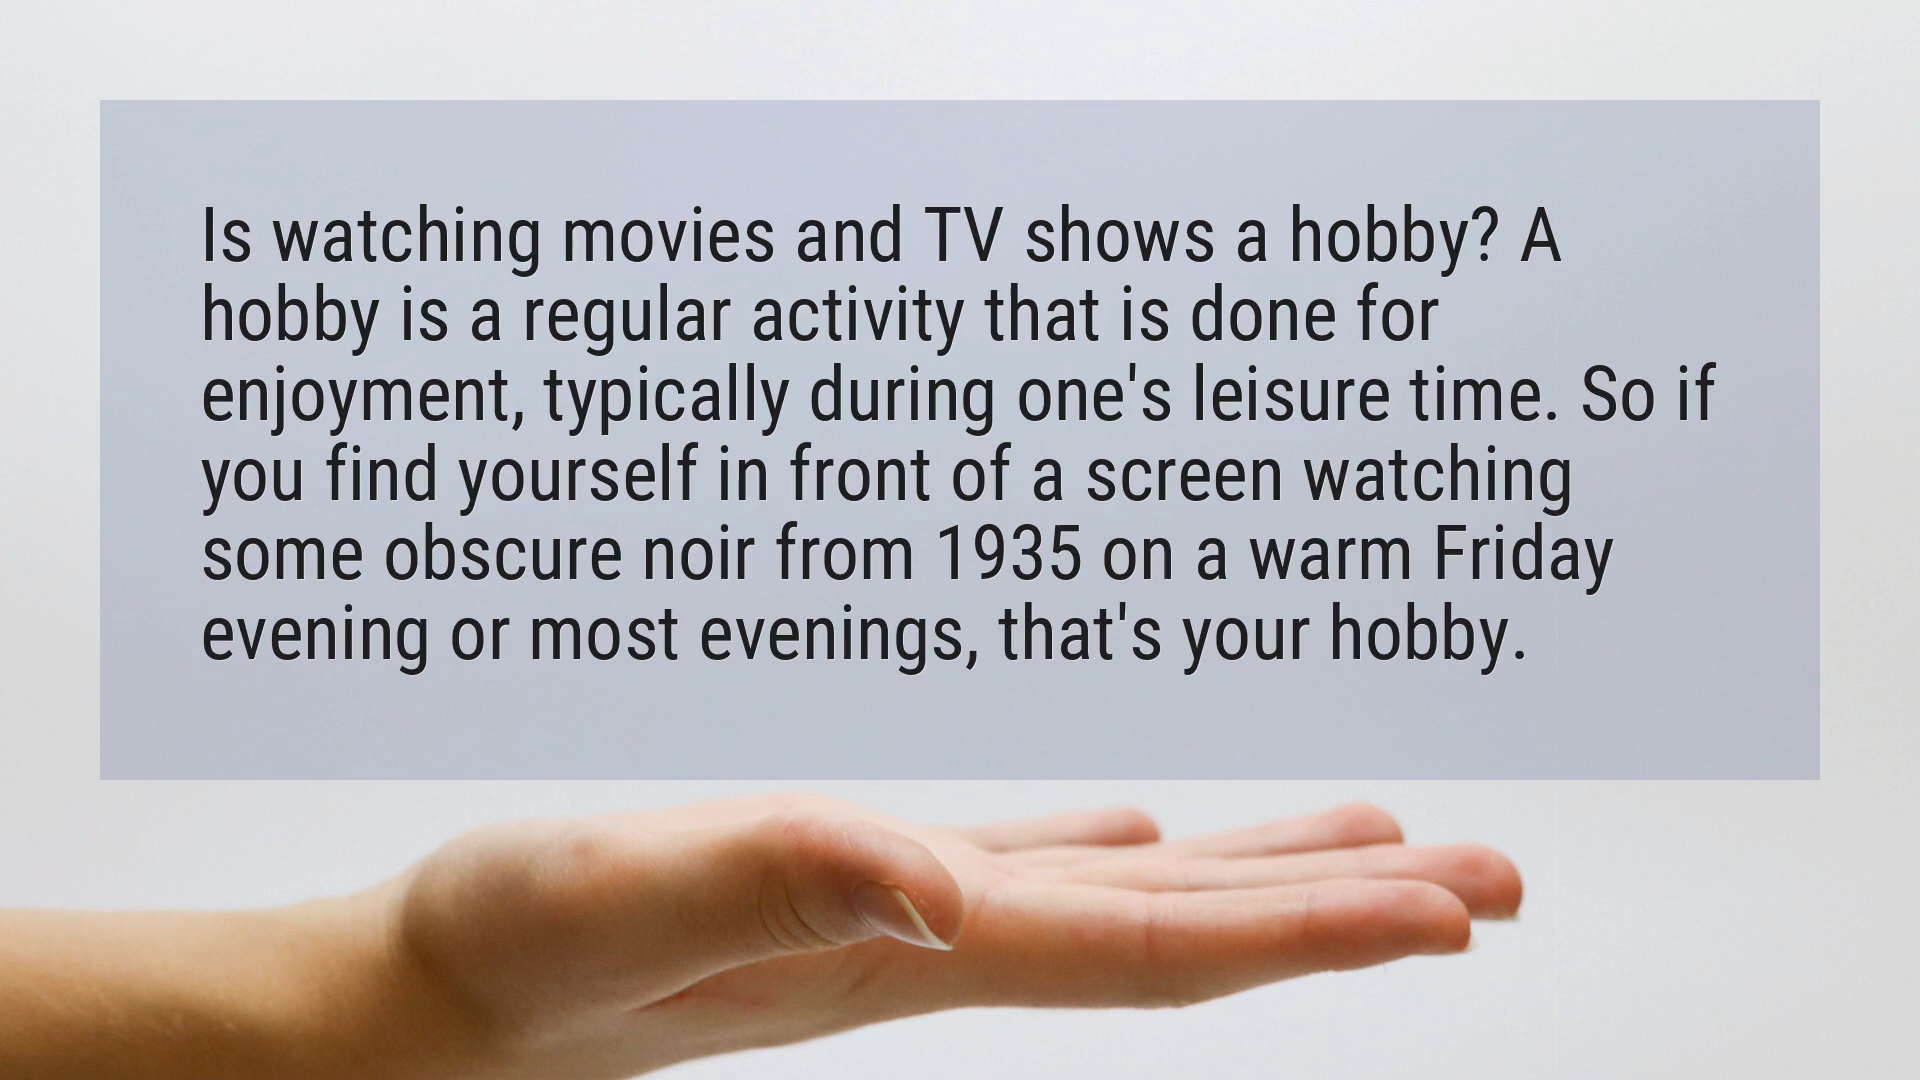 Is watching movies and TV shows a hobby? A
hobby is a regular activity that is done for
enjoyment, typically during one's leisure time. So if
you find yourself in front of a screen watching
some obscure noir from 1935 on a warm Friday
evening or most evenings, that's your hobby.